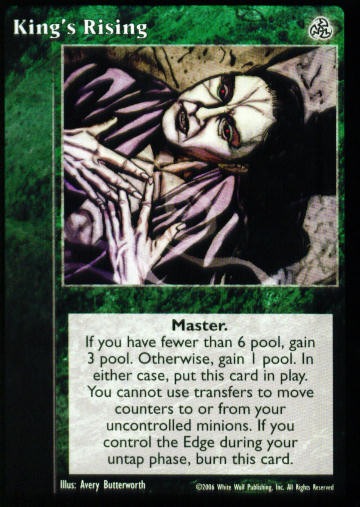 King's Rising
Master.
If you have fewer than 6 pool, gain
3 pool. Otherwise, gain 1 pool. In
either case, put this card in play.
You cannot use transfers to move
counters to or from your
uncontrolled minions. If you
control the Edge during your
untap phase, burn this card.
Illus: Avery Butterworth
©2006 White Wolf Publishing, Inc. All Rights Reserved